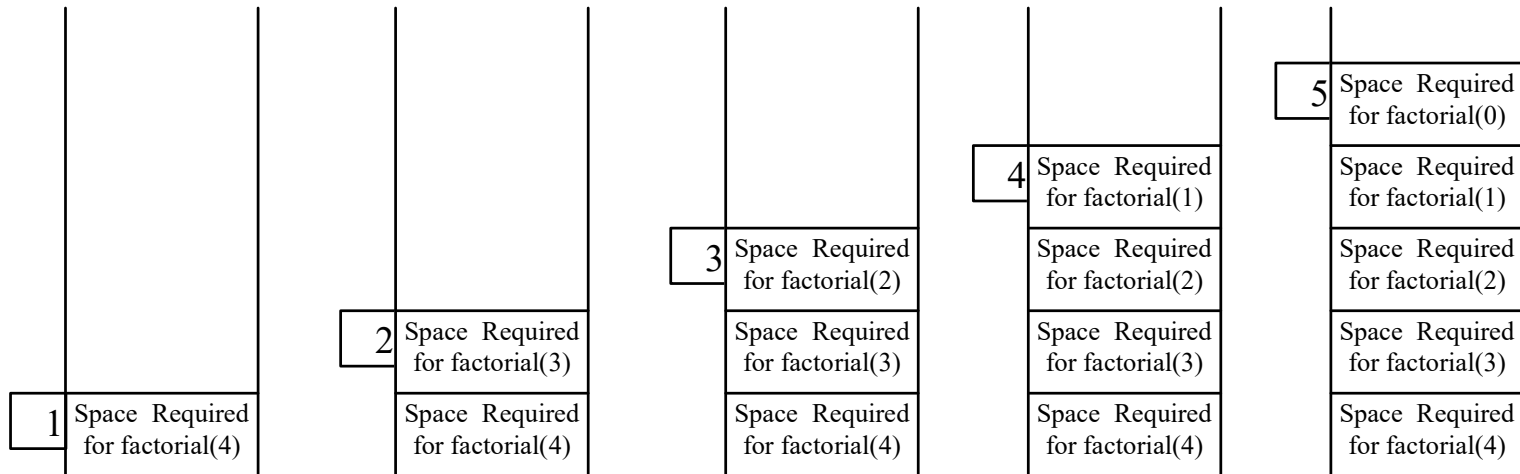 1
Space Required
for factorial(4)
2
Space Required
for factorial(3)
Space Required
for factorial(4)
3
Space Required
for factorial(2)
Space Required
for factorial(3)
Space Required
for factorial(4)
4
Space Required
for factorial(1)
Space Required
for factorial(2)
Space Required
for factorial(3)
Space Required
for factorial(4)
5
Space Required
for factorial(0)
Space Required
for factorial(1)
Space Required
for factorial(2)
Space Required
for factorial(3)
Space Required
for factorial(4)